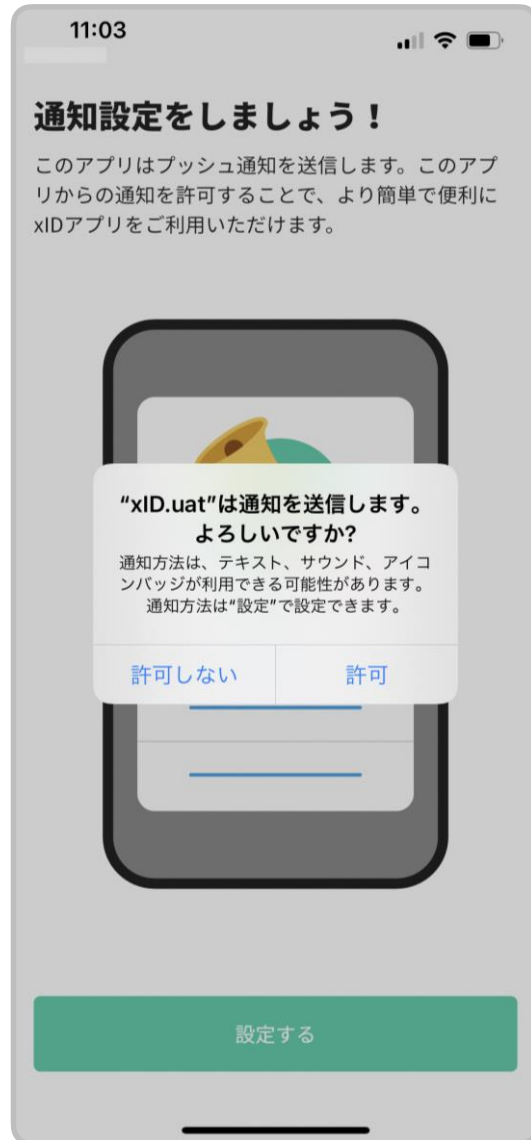 11:03
通知設定をしましょう！
このアプリはプッシュ通知を送信します。このアプ
リからの通知を許可することで、より簡単で便利に
xIDアプリをご利用いただけます。
“xID.uat”は通知を送信します。
よろしいですか?
通知方法は、テキスト、サウンド、アイコ
ンバッジが利用できる可能性があります。
通知方法は“設定”で設定できます。
許可しない
許可
設定する